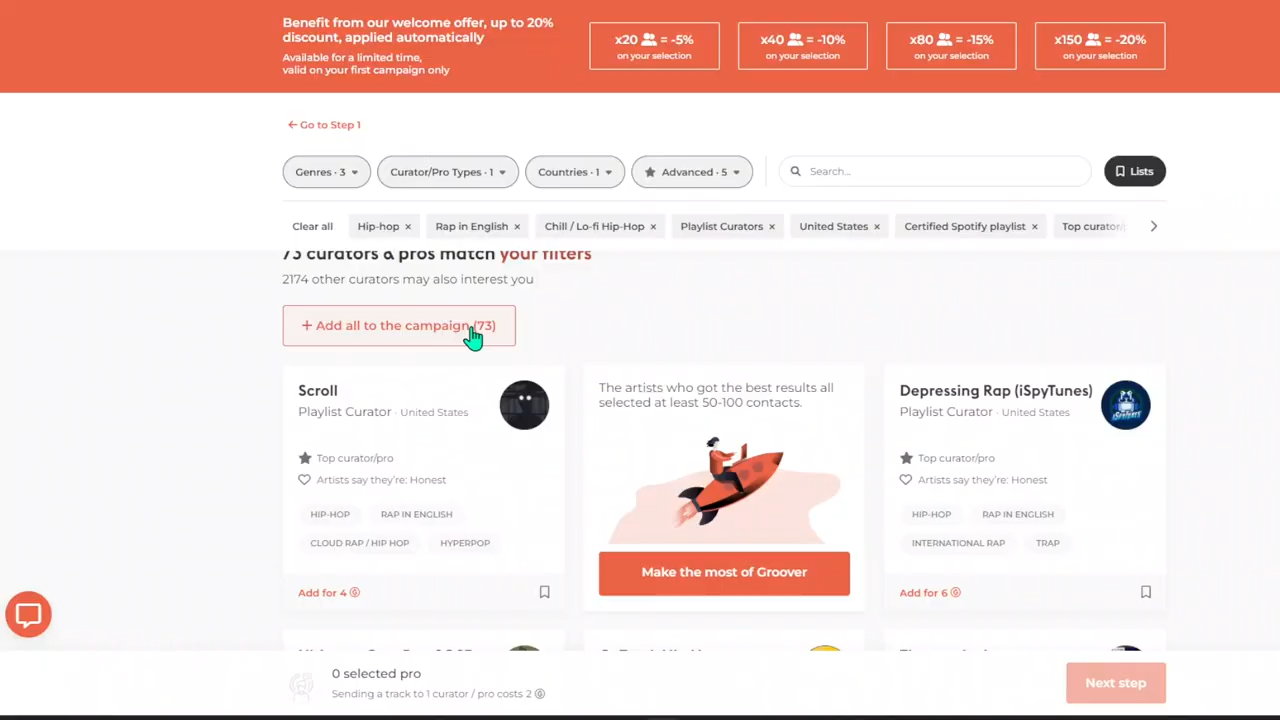 Benefit from our welcome offer, up to 20%
discount, applied automatically
Available for a limited time,
valid on your first campaign only
x20 = -5%
on your selection
x40 = -10%
on your selection
x80 = -15%
on your selection
x150 = -20%
on your selection
← Go to Step 1
Genres · 3
Curator/Pro Types · 1
Countries · 1
Advanced · 5
Search...
Lists
Clear all
Hip-hop ×
Rap in English ×
Chill / Lo-fi Hip-Hop ×
Playlist Curators ×
United States ×
Certified Spotify playlist ×
Top curator/
73 curators & pros match your filters
2174 other curators may also interest you
+ Add all to the campaign (73)
Scroll
Playlist Curator · United States
Top curator/pro
Artists say they're: Honest
HIP-HOP
RAP IN ENGLISH
CLOUD RAP / HIP HOP
HYPERPOP
Add for 4
The artists who got the best results all
selected at least 50-100 contacts.
Make the most of Groover
Depressing Rap (iSpyTunes)
Playlist Curator · United States
Top curator/pro
Artists say they're: Honest
HIP-HOP
RAP IN ENGLISH
INTERNATIONAL RAP
TRAP
Add for 6
0 selected pro
Sending a track to 1 curator / pro costs 2
Next step